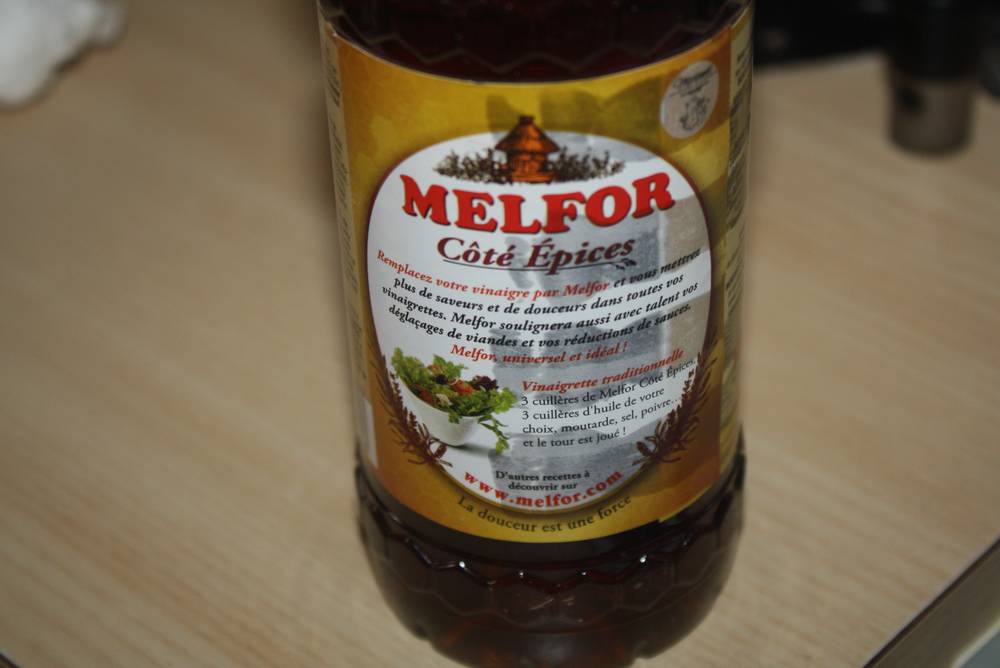 MELFOR
Côté Épices
Remplacez votre vinaigre par Melfor et vous mettrez
plus de saveurs et de douceurs dans toutes vos
vinaigrettes. Melfor soulignera aussi avec talent vos
déglaçages de viandes et vos réductions de sauces.
Melfor, universel et idéal !
Vinaigrette traditionnelle
3 cuillères de Melfor Côté Épices,
3 cuillères d'huile de votre
choix, moutarde, sel, poivre...
et le tour est joué !
D'autres recettes à
découvrir sur
www.melfor.com
La douceur est une force